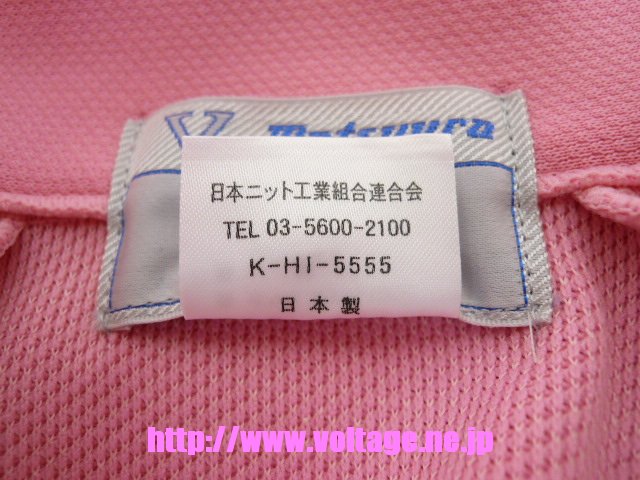 Matsuura
日本ニット工業組合連合会
TEL 03-5600-2100
K-HI-5555
日本製
http://www.voltage.ne.jp